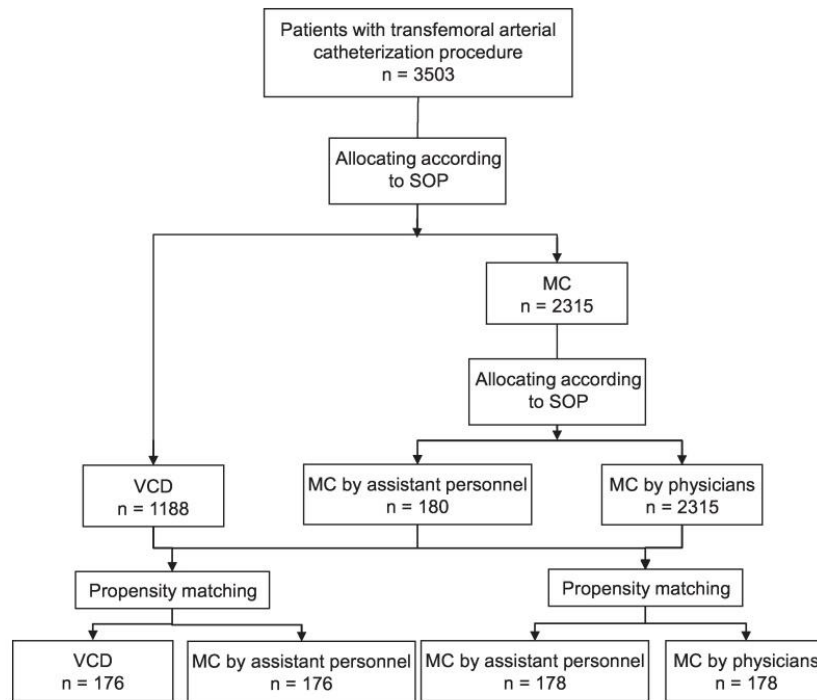 Patients with transfemoral arterial
catheterization procedure
n = 3503
Allocating according
to SOP
MC
n = 2315
Allocating according
to SOP
VCD
n = 1188
MC by assistant personnel
n = 180
MC by physicians
n = 2315
Propensity matching
Propensity matching
VCD
n = 176
MC by assistant personnel
n = 176
MC by assistant personnel
n = 178
MC by physicians
n = 178